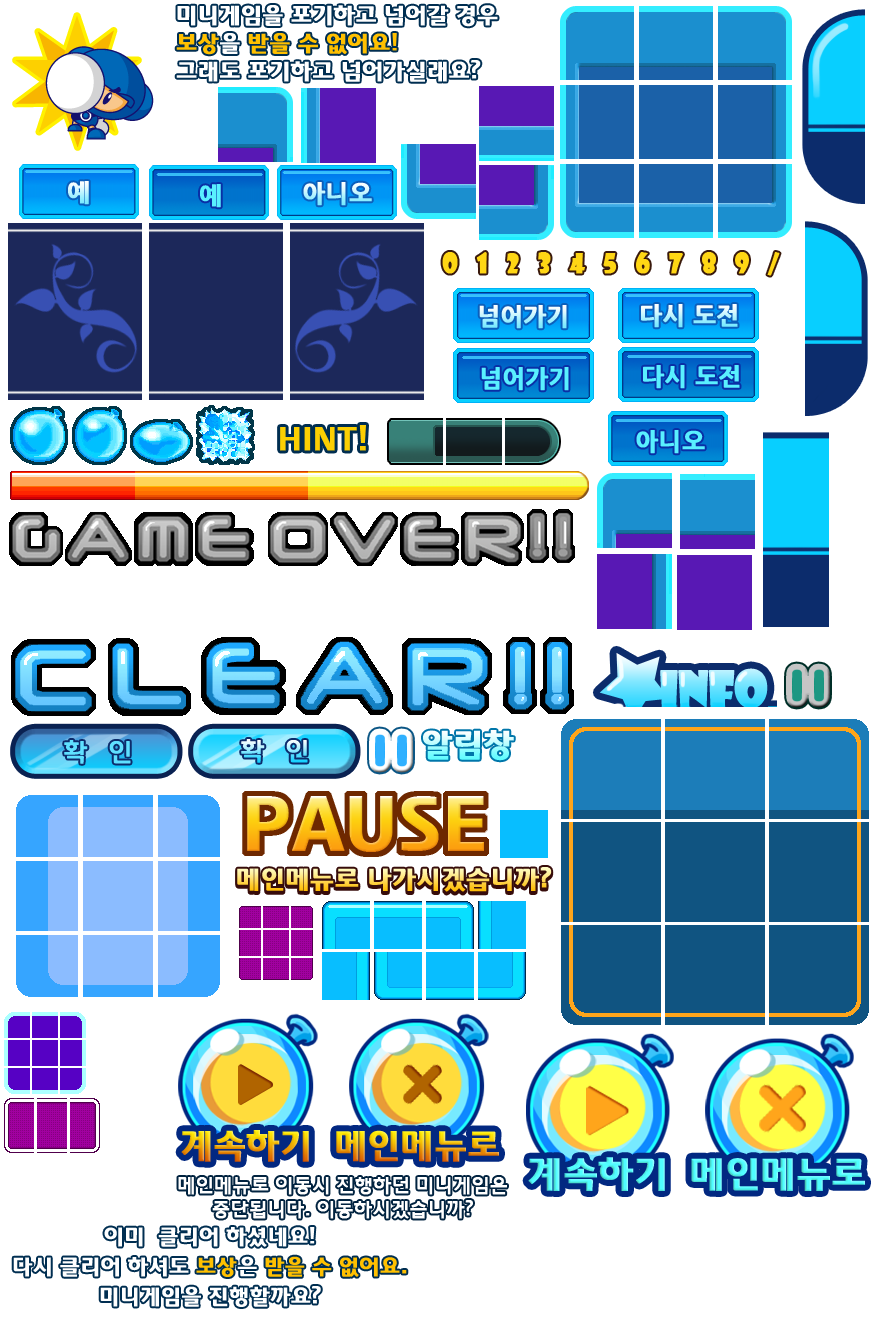 미니게임을 포기하고 넘어갈 경우
보상을 받을 수 없어요!
그래도 포기하고 넘어가실래요?
예
예
아니오
0 1 2 3 4 5 6 7 8 9 /
넘어가기
다시 도전
넘어가기
다시 도전
HINT!
아니오
GAME OVER!!
CLEAR!!
INFO
확 인
확 인
알림창
PAUSE
메인메뉴로 나가시겠습니까?
계속하기
메인메뉴로
계속하기
메인메뉴로
메인메뉴로 이동시 진행하던 미니게임은
중단됩니다. 이동하시겠습니까?
이미 클리어 하셨네요!
다시 클리어 하셔도 보상은 받을 수 없어요.
미니게임을 진행할까요?